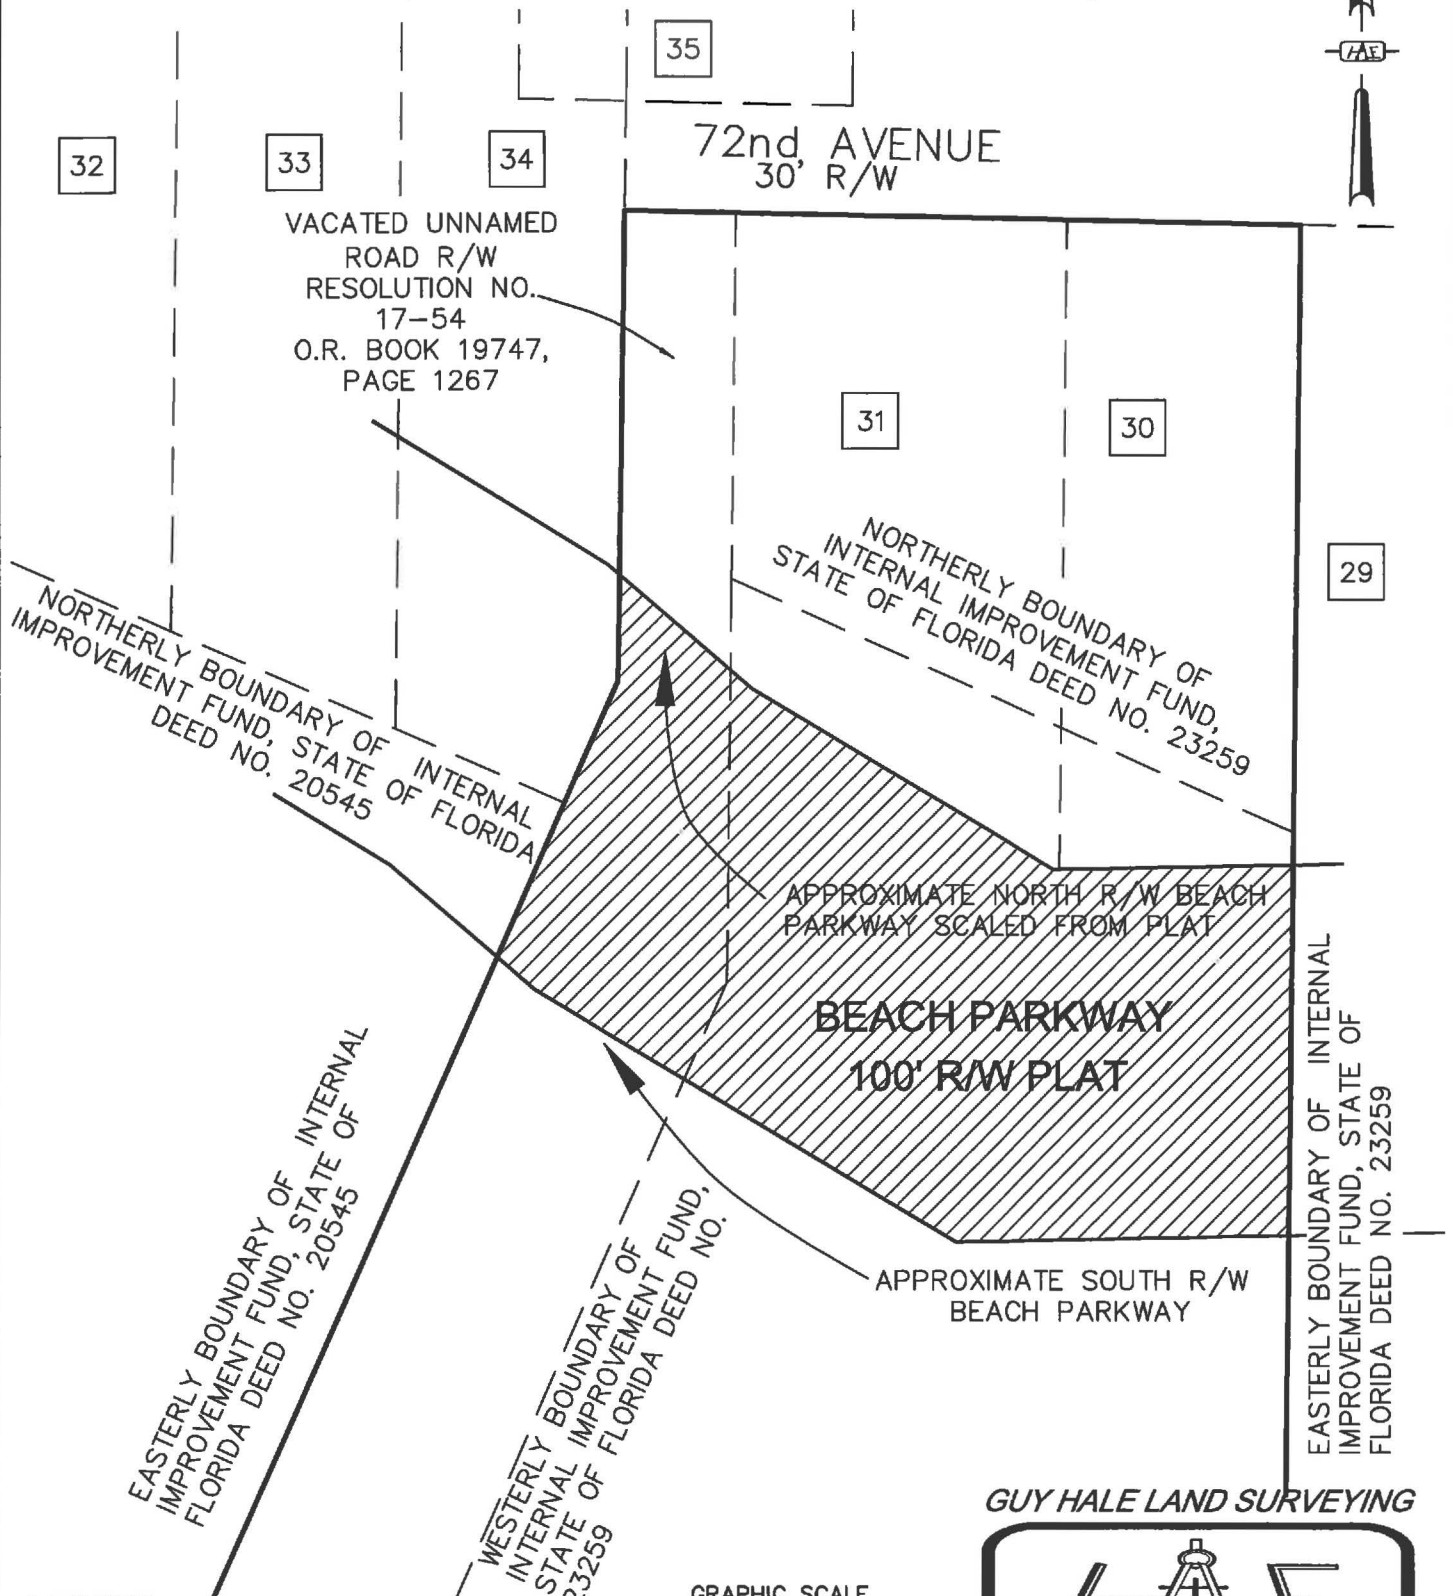 35
HAE
72nd AVENUE
30' R/W
32
33
34
VACATED UNNAMED
ROAD R/W
RESOLUTION NO.
17-54
O.R. BOOK 19747,
PAGE 1267
31
30
29
NORTHERLY BOUNDARY OF
INTERNAL IMPROVEMENT FUND,
STATE OF FLORIDA DEED NO. 23259
NORTHERLY BOUNDARY OF INTERNAL
IMPROVEMENT FUND, STATE OF FLORIDA
DEED NO. 20545
APPROXIMATE NORTH R/W BEACH
PARKWAY SCALED FROM PLAT
BEACH PARKWAY
100' R/W PLAT
EASTERLY BOUNDARY OF INTERNAL
IMPROVEMENT FUND, STATE OF
FLORIDA DEED NO. 23259
EASTERLY BOUNDARY OF INTERNAL
IMPROVEMENT FUND, STATE OF
FLORIDA DEED NO. 20545
WESTERLY BOUNDARY OF
INTERNAL IMPROVEMENT FUND,
STATE OF FLORIDA DEED NO.
23259
APPROXIMATE SOUTH R/W
BEACH PARKWAY
GUY HALE LAND SURVEYING
GRAPHIC SCALE